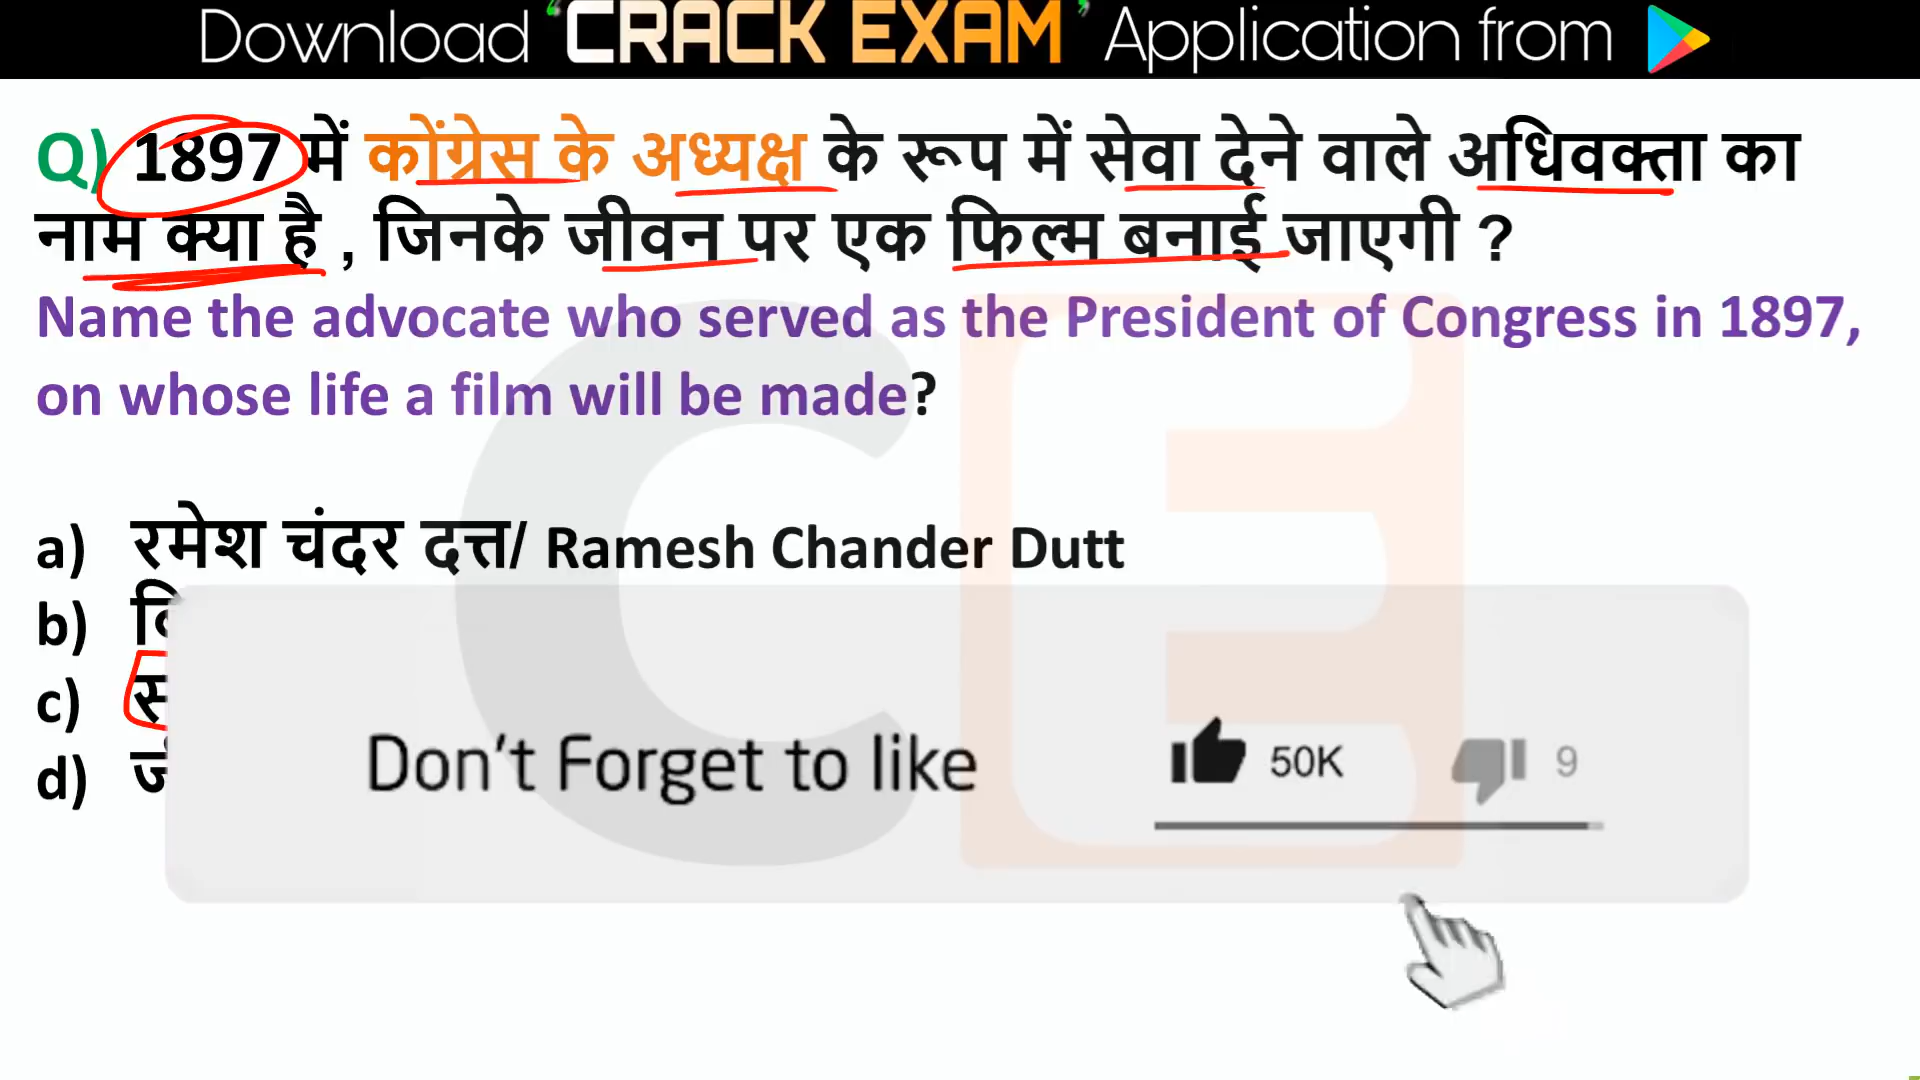 Download ‘CRACK EXAM’ Application from
Q) 1897 में कोंग्रेस के अध्यक्ष के रूप में सेवा देने वाले अधिवक्ता का
नाम क्या है , जिनके जीवन पर एक फिल्म बनाई जाएगी ?
Name the advocate who served as the President of Congress in 1897,
on whose life a film will be made?
a) रमेश चंदर दत्त/ Ramesh Chander Dutt
b)
c)
d)
Don't Forget to like 50K 9